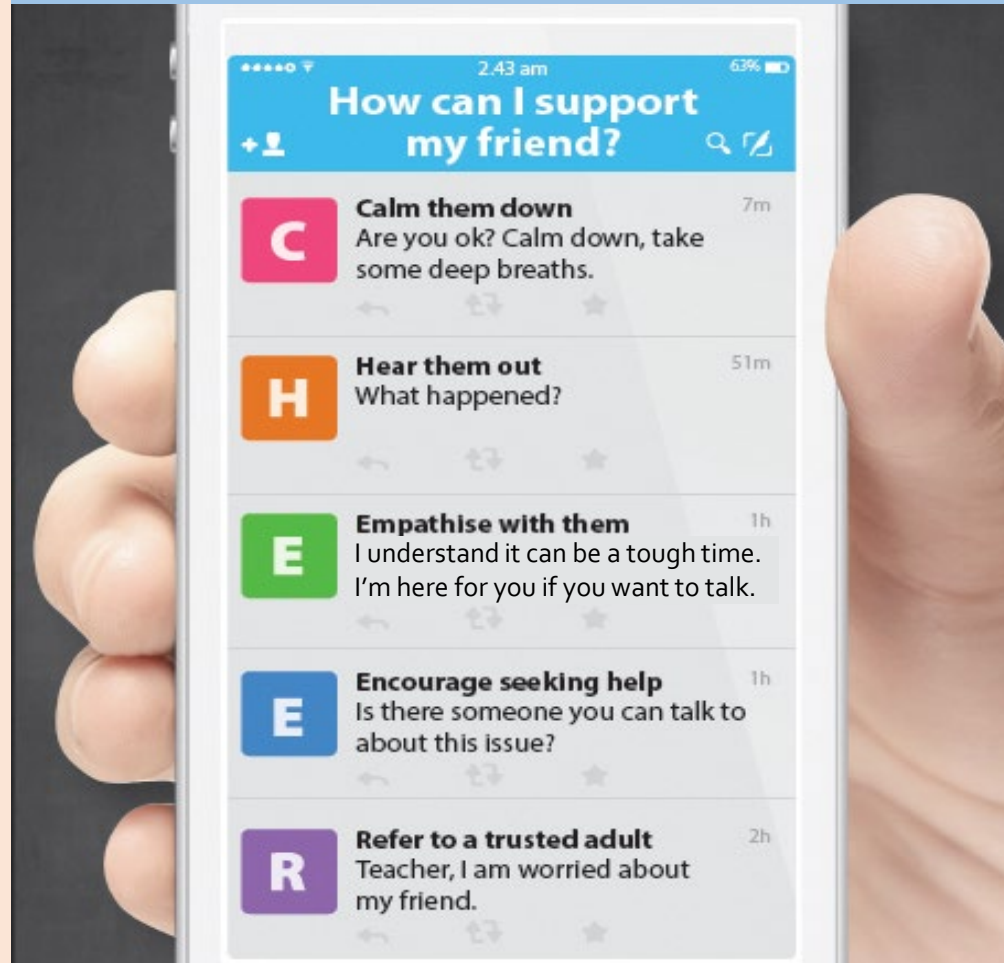 2.43 am
63%
How can I support
my friend?
C
Calm them down
7m
Are you ok? Calm down, take
some deep breaths.
H
Hear them out
51m
What happened?
E
Empathise with them
1h
I understand it can be a tough time.
I'm here for you if you want to talk.
E
Encourage seeking help
1h
Is there someone you can talk to
about this issue?
R
Refer to a trusted adult
2h
Teacher, I am worried about
my friend.